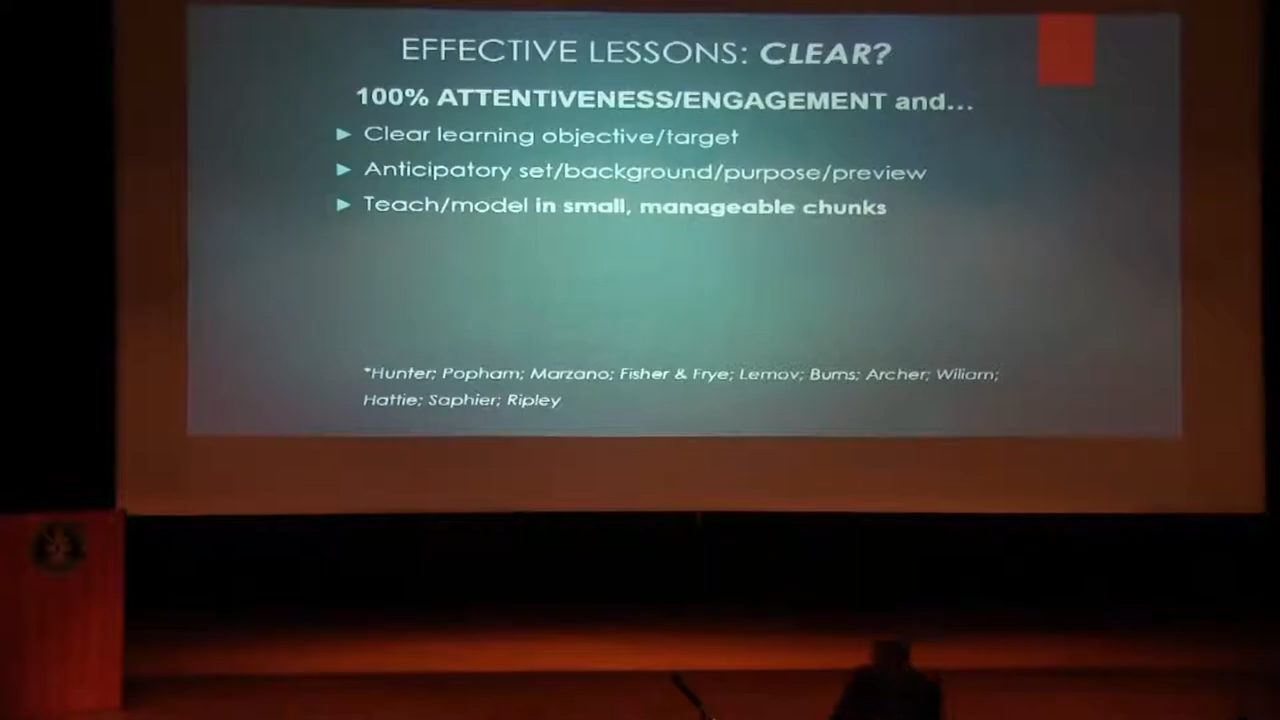 EFFECTIVE LESSONS: CLEAR?
100% ATTENTIVENESS/ENGAGEMENT and...
► Clear learning objective/target
► Anticipatory set/background/purpose/preview
► Teach/model in small, manageable chunks
*Hunter; Popham; Marzano; Fisher & Frye; Lemov; Burns; Archer; Wiliam;
Hattie; Saphier; Ripley